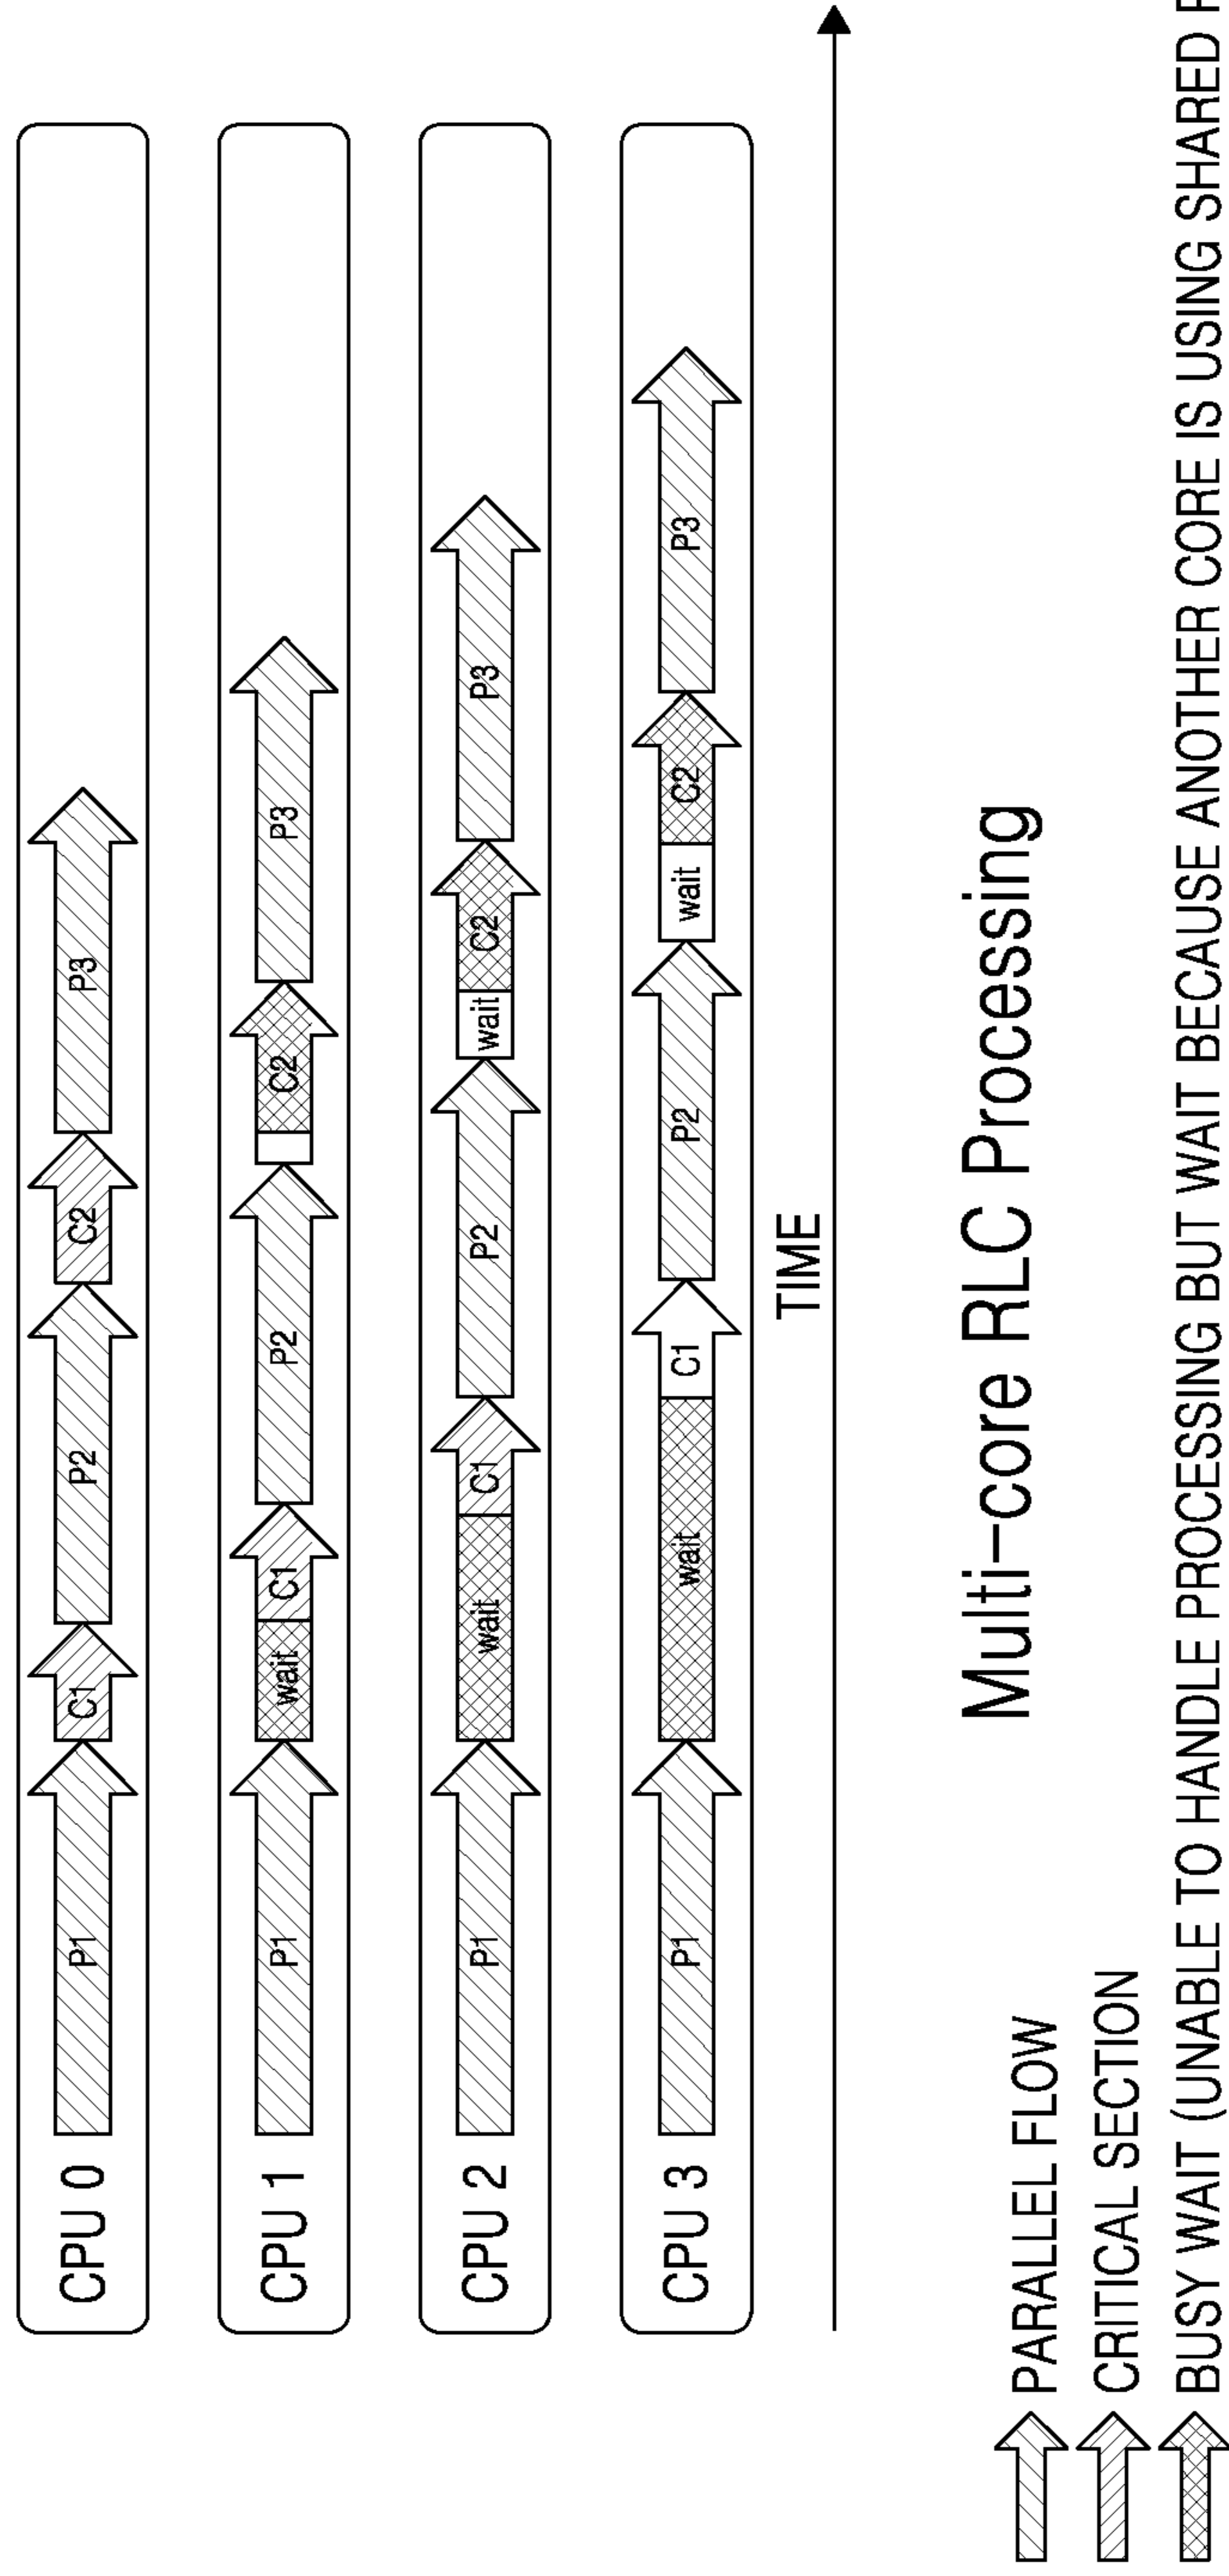 CPU 0 P1 C1 P2 C2 P3
CPU 1 P1 wait C1 P2 C2 P3
CPU 2 P1 wait C1 P2 wait C2 P3
CPU 3 P1 wait C1 P2 wait C2 P3
TIME
Multi-core RLC Processing
PARALLEL FLOW
CRITICAL SECTION
BUSY WAIT (UNABLE TO HANDLE PROCESSING BUT WAIT BECAUSE ANOTHER CORE IS USING SHARED